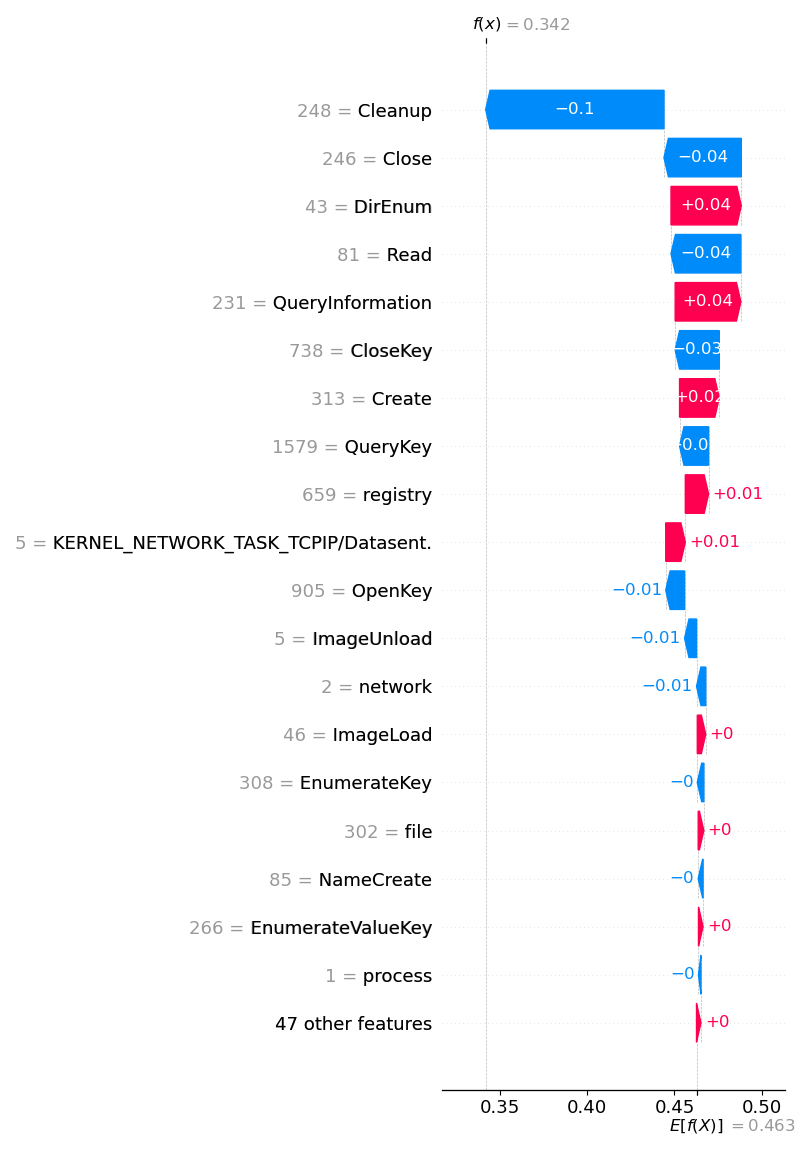 f(x) = 0.342
248 = Cleanup −0.1
246 = Close −0.04
43 = DirEnum +0.04
81 = Read −0.04
231 = QueryInformation +0.04
738 = CloseKey −0.03
313 = Create +0.02
1579 = QueryKey
659 = registry +0.01
5 = KERNEL_NETWORK_TASK_TCPIP/Datasent. +0.01
905 = OpenKey −0.01
5 = ImageUnload −0.01
2 = network −0.01
46 = ImageLoad +0
308 = EnumerateKey −0
302 = file +0
85 = NameCreate −0
266 = EnumerateValueKey +0
1 = process −0
47 other features +0
0.35 0.40 0.45 0.50
E[f(X)] = 0.463